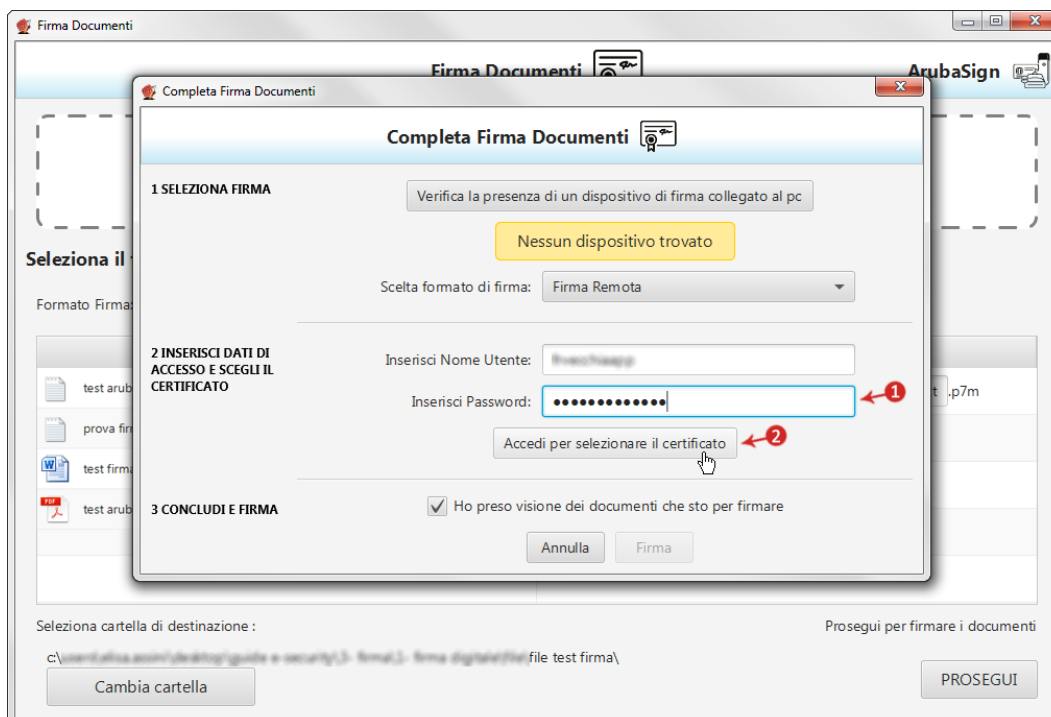 Firma Documenti
Firma Documenti
ArubaSign
Completa Firma Documenti
Completa Firma Documenti
1 SELEZIONA FIRMA
Verifica la presenza di un dispositivo di firma collegato al pc
Nessun dispositivo trovato
Scelta formato di firma:
Firma Remota
2 INSERISCI DATI DI
ACCESSO E SCEGLI IL
CERTIFICATO
Inserisci Nome Utente:
Inserisci Password:
•••••••••••••
1
Accedi per selezionare il certificato
2
3 CONCLUDI E FIRMA
Ho preso visione dei documenti che sto per firmare
Annulla
Firma
Seleziona il
Formato Firma:
test arub
t .p7m
prova fir
W
test firma
PDF
test arub
Seleziona cartella di destinazione :
Prosegui per firmare i documenti
c:\
file test firma\
Cambia cartella
PROSEGUI